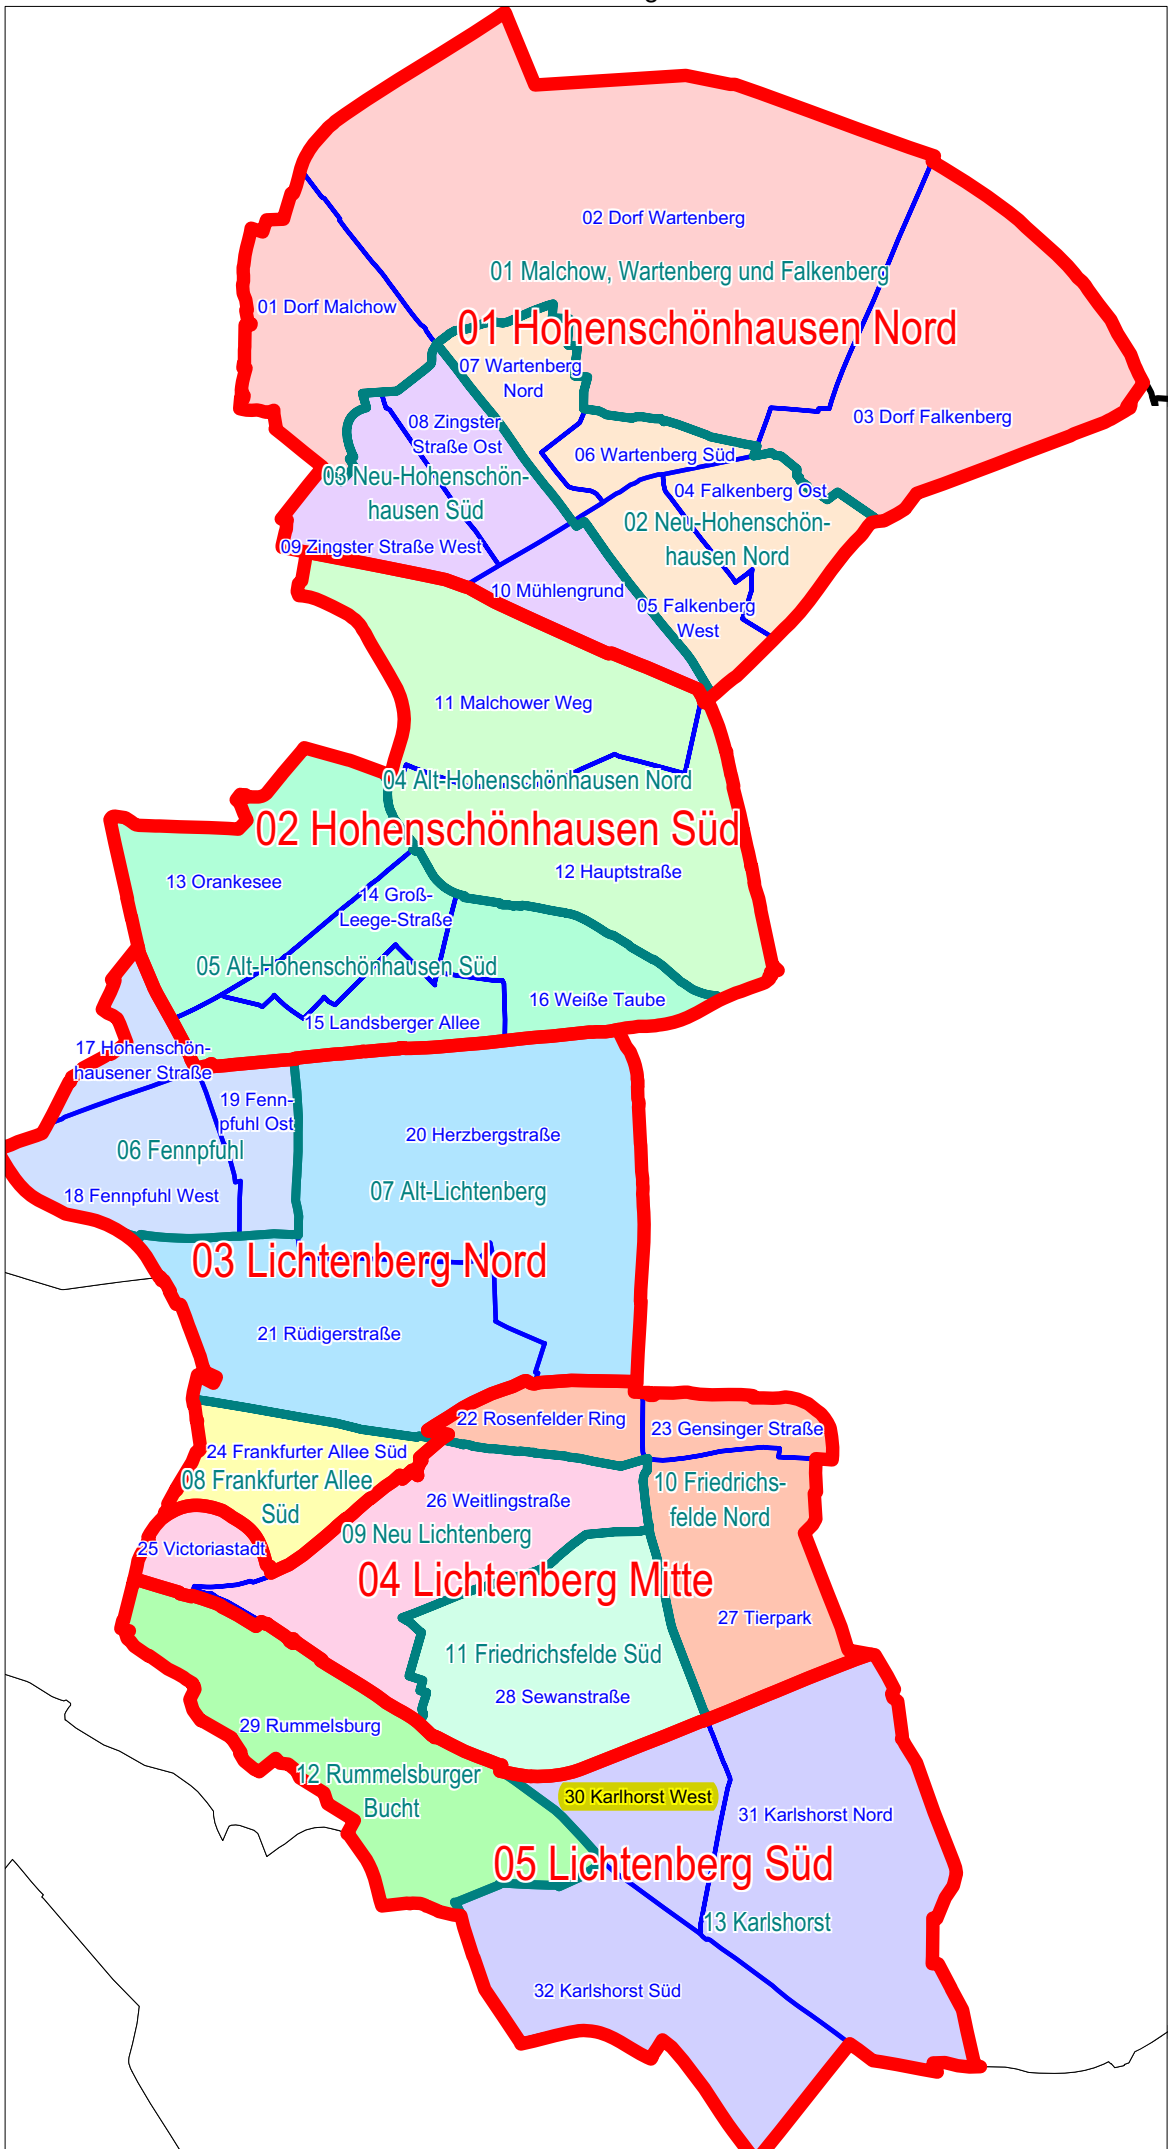 02 Dorf Wartenberg
01 Malchow, Wartenberg und Falkenberg
01 Dorf Malchow
01 Hohenschönhausen Nord
07 Wartenberg
Nord
03 Dorf Falkenberg
08 Zingster
Straße Ost
06 Wartenberg Süd
03 Neu-Hohenschön-
hausen Süd
04 Falkenberg Ost
02 Neu-Hohenschön-
hausen Nord
09 Zingster Straße West
10 Mühlengrund
05 Falkenberg
West
11 Malchower Weg
04 Alt-Hohenschönhausen Nord
02 Hohenschönhausen Süd
12 Hauptstraße
13 Orankesee
14 Groß-
Leege-Straße
05 Alt-Hohenschönhausen Süd
16 Weiße Taube
15 Landsberger Allee
17 Hohenschön-
hausener Straße
19 Fenn-
pfuhl Ost
20 Herzbergstraße
06 Fennpfuhl
18 Fennpfuhl West
07 Alt-Lichtenberg
03 Lichtenberg Nord
21 Rüdigerstraße
22 Rosenfelder Ring
23 Gensinger Straße
24 Frankfurter Allee Süd
08 Frankfurter Allee
Süd
10 Friedrichs-
felde Nord
26 Weitlingstraße
09 Neu Lichtenberg
25 Victoriastadt
04 Lichtenberg Mitte
27 Tierpark
11 Friedrichsfelde Süd
28 Sewanstraße
29 Rummelsburg
12 Rummelsburger
Bucht
30 Karlhorst West
31 Karlshorst Nord
05 Lichtenberg Süd
13 Karlshorst
32 Karlshorst Süd